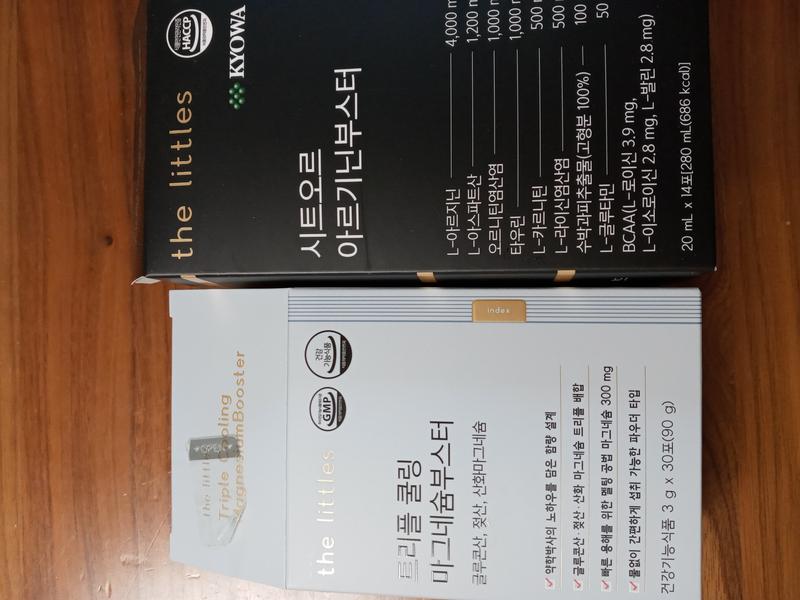 the littles
HACCP
KYOWA
시트오르
아르기닌부스터
L-아르지닌 4,000 m
L-아스파트산 1,200 m
오르니틴염산염 1,000 m
타우린 1,000 m
L-카르니틴 500 m
L-라이신염산염 500
수박과피추출물(고형분 100%) 100
L-글루타민 50
BCAA(L-로이신 3.9 mg,
L-이소로이신 2.8 mg, L-발린 2.8 mg)
20 mL x 14포[280 mL(686 kcal)]
the littles
Triple Cooling
MagnesiumBooster
OPEN
the littles
GMP
건강
기능식품
트리플 쿨링
마그네슘부스터
글루콘산, 젖산, 산화마그네슘
index
약학박사의 노하우를 담은 함량 설계
글루콘산·젖산·산화 마그네슘 트리플 배합
빠른 용해를 위한 멜팅 공법 마그네슘 300 mg
물없이 간편하게 섭취 가능한 파우더 타입
건강기능식품 3 g x 30포(90 g)